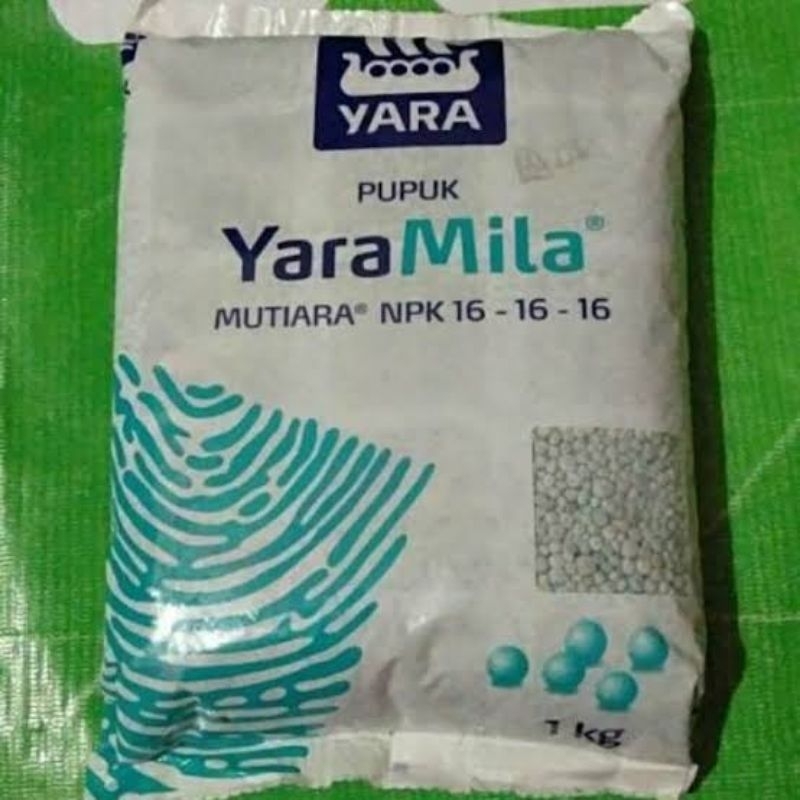 YARA
PUPUK
YaraMila®
MUTIARA® NPK 16 - 16 - 16
1 kg